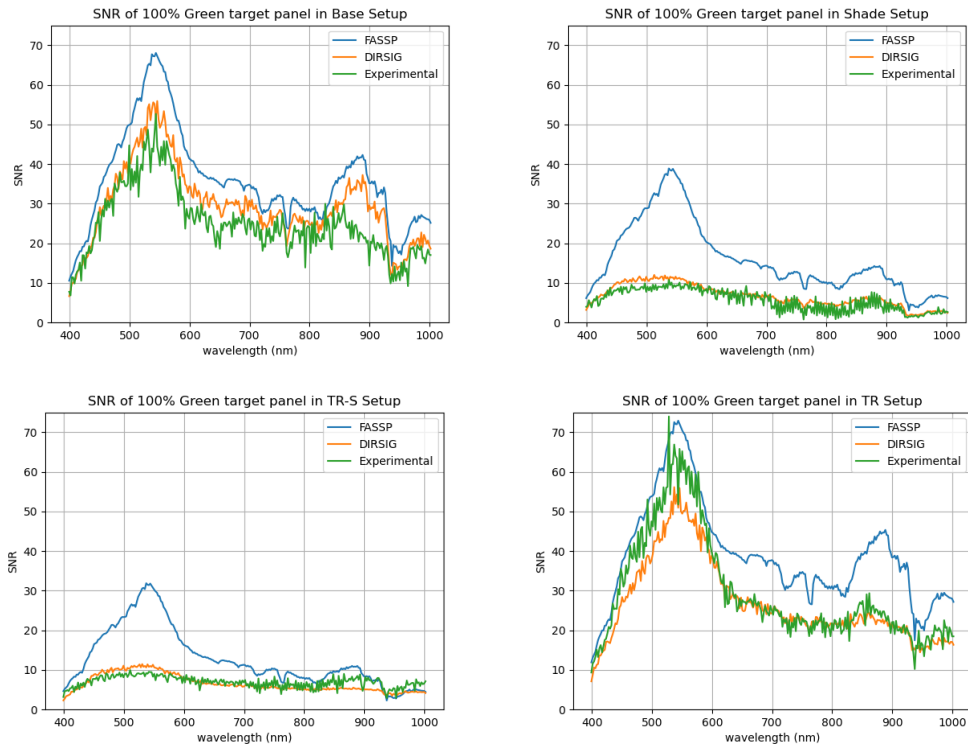 SNR of 100% Green target panel in Base Setup
SNR
70
60
50
40
30
20
10
0
400
500
600
700
800
900
1000
wavelength (nm)
FASSP
DIRSIG
Experimental
SNR of 100% Green target panel in Shade Setup
SNR
70
60
50
40
30
20
10
0
400
500
600
700
800
900
1000
wavelength (nm)
FASSP
DIRSIG
Experimental
SNR of 100% Green target panel in TR-S Setup
SNR
70
60
50
40
30
20
10
0
400
500
600
700
800
900
1000
wavelength (nm)
FASSP
DIRSIG
Experimental
SNR of 100% Green target panel in TR Setup
SNR
70
60
50
40
30
20
10
0
400
500
600
700
800
900
1000
wavelength (nm)
FASSP
DIRSIG
Experimental